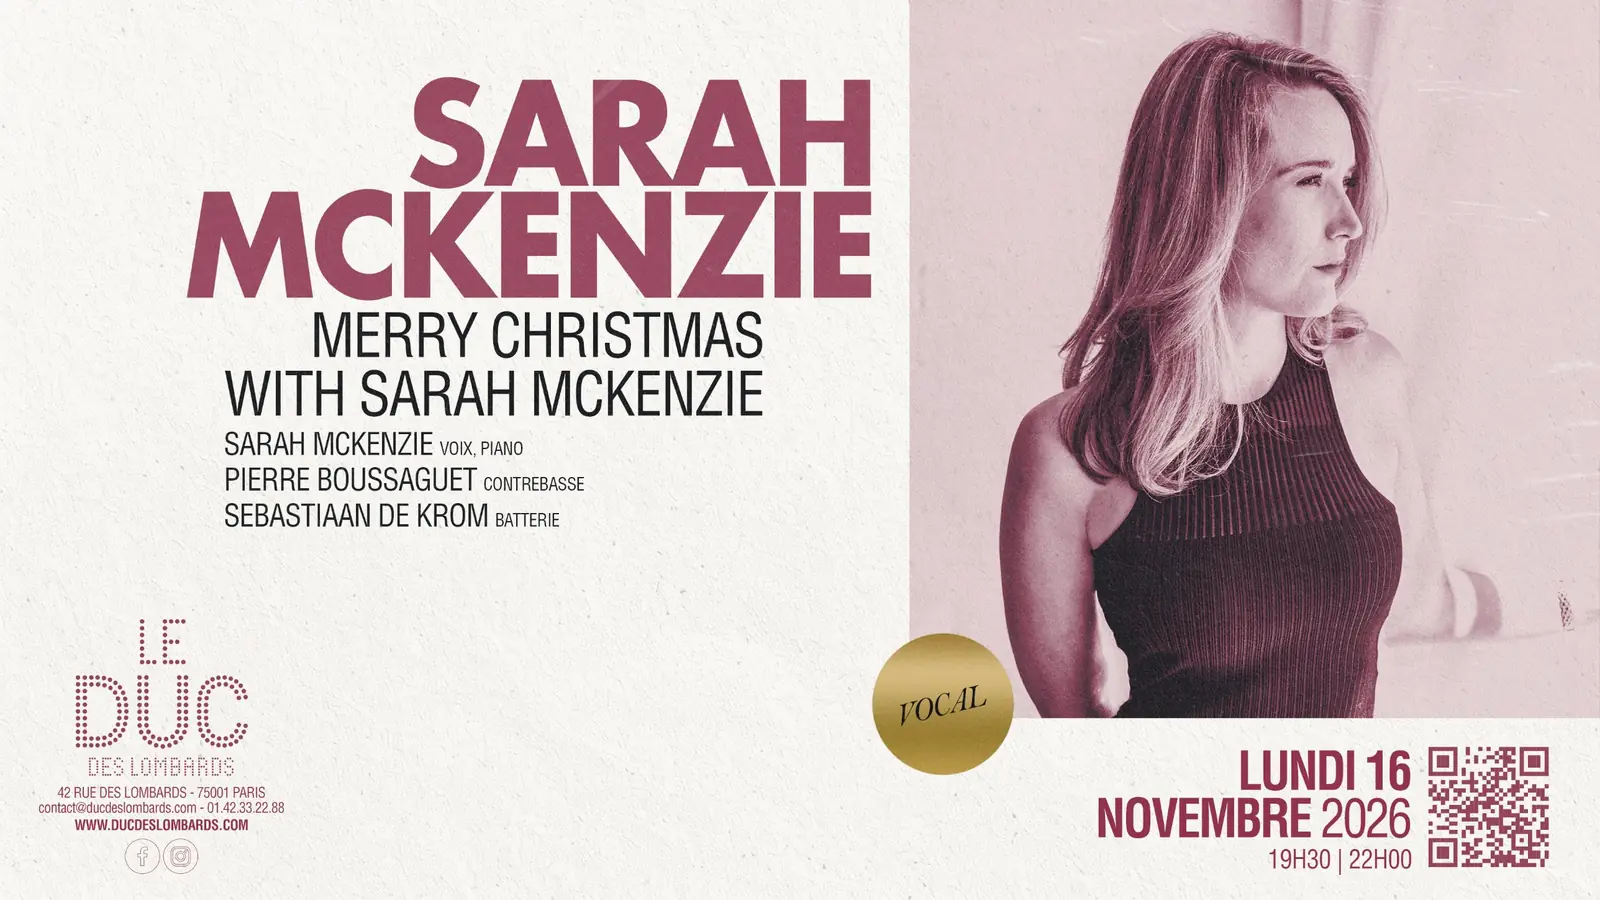 SARAH
MCKENZIE
MERRY CHRISTMAS
WITH SARAH MCKENZIE
SARAH MCKENZIE VOIX, PIANO
PIERRE BOUSSAGUET CONTREBASSE
SEBASTIAAN DE KROM BATTERIE
VOCAL
LE
DUC
DES LOMBARDS
42 RUE DES LOMBARDS - 75001 PARIS
contact@ducdeslombards.com - 01.42.33.22.88
WWW.DUCDESLOMBARDS.COM
LUNDI 16
NOVEMBRE 2026
19H30 | 22H00